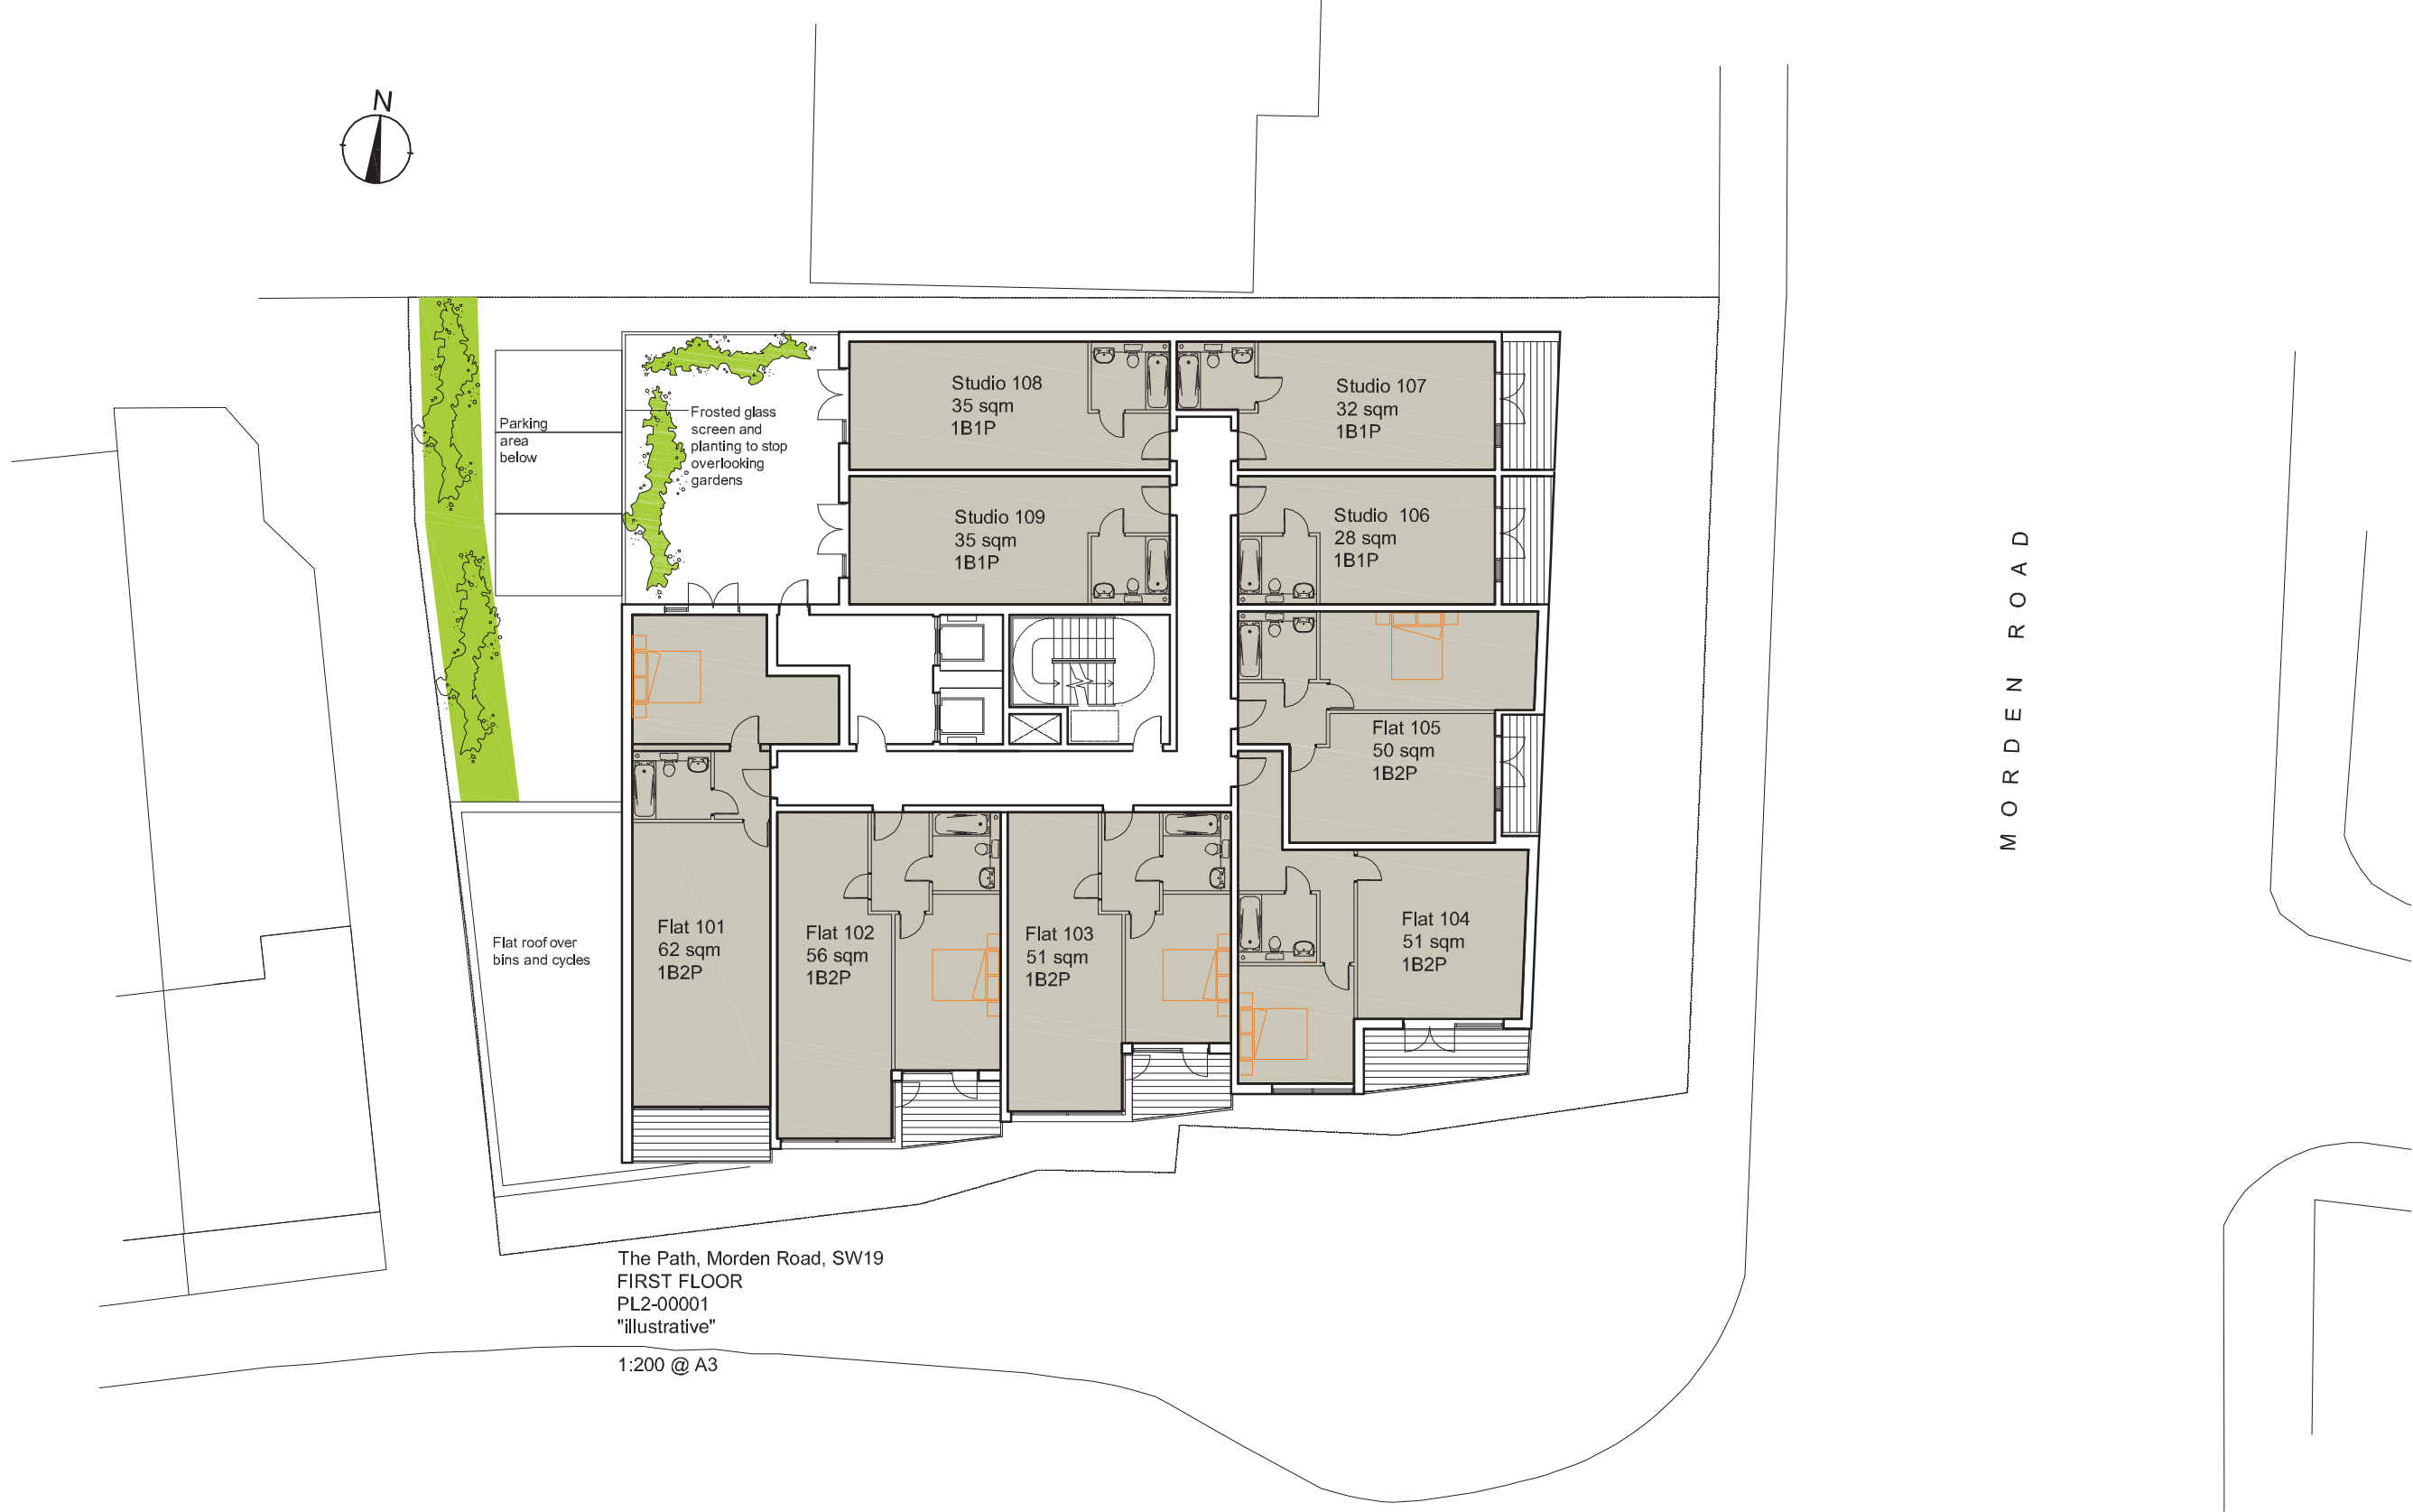 N
Studio 108
35 sqm
1B1P
Studio 107
32 sqm
1B1P
Parking
area
below
Frosted glass
screen and
planting to stop
overlooking
gardens
Studio 109
35 sqm
1B1P
Studio 106
28 sqm
1B1P
MORDEN ROAD
Flat 105
50 sqm
1B2P
Flat 101
62 sqm
1B2P
Flat 102
56 sqm
1B2P
Flat 103
51 sqm
1B2P
Flat 104
51 sqm
1B2P
Flat roof over
bins and cycles
The Path, Morden Road, SW19
FIRST FLOOR
PL2-00001
"illustrative"
1:200 @ A3